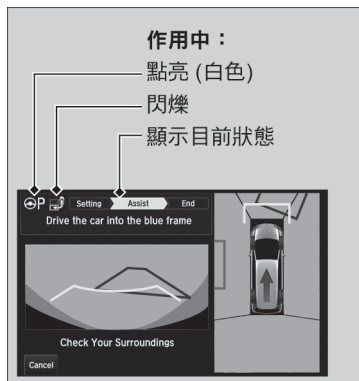 作用中：
點亮 (白色)
閃爍
顯示目前狀態
P
Setting Assist End
Drive the car into the blue frame
Check Your Surroundings
Cancel